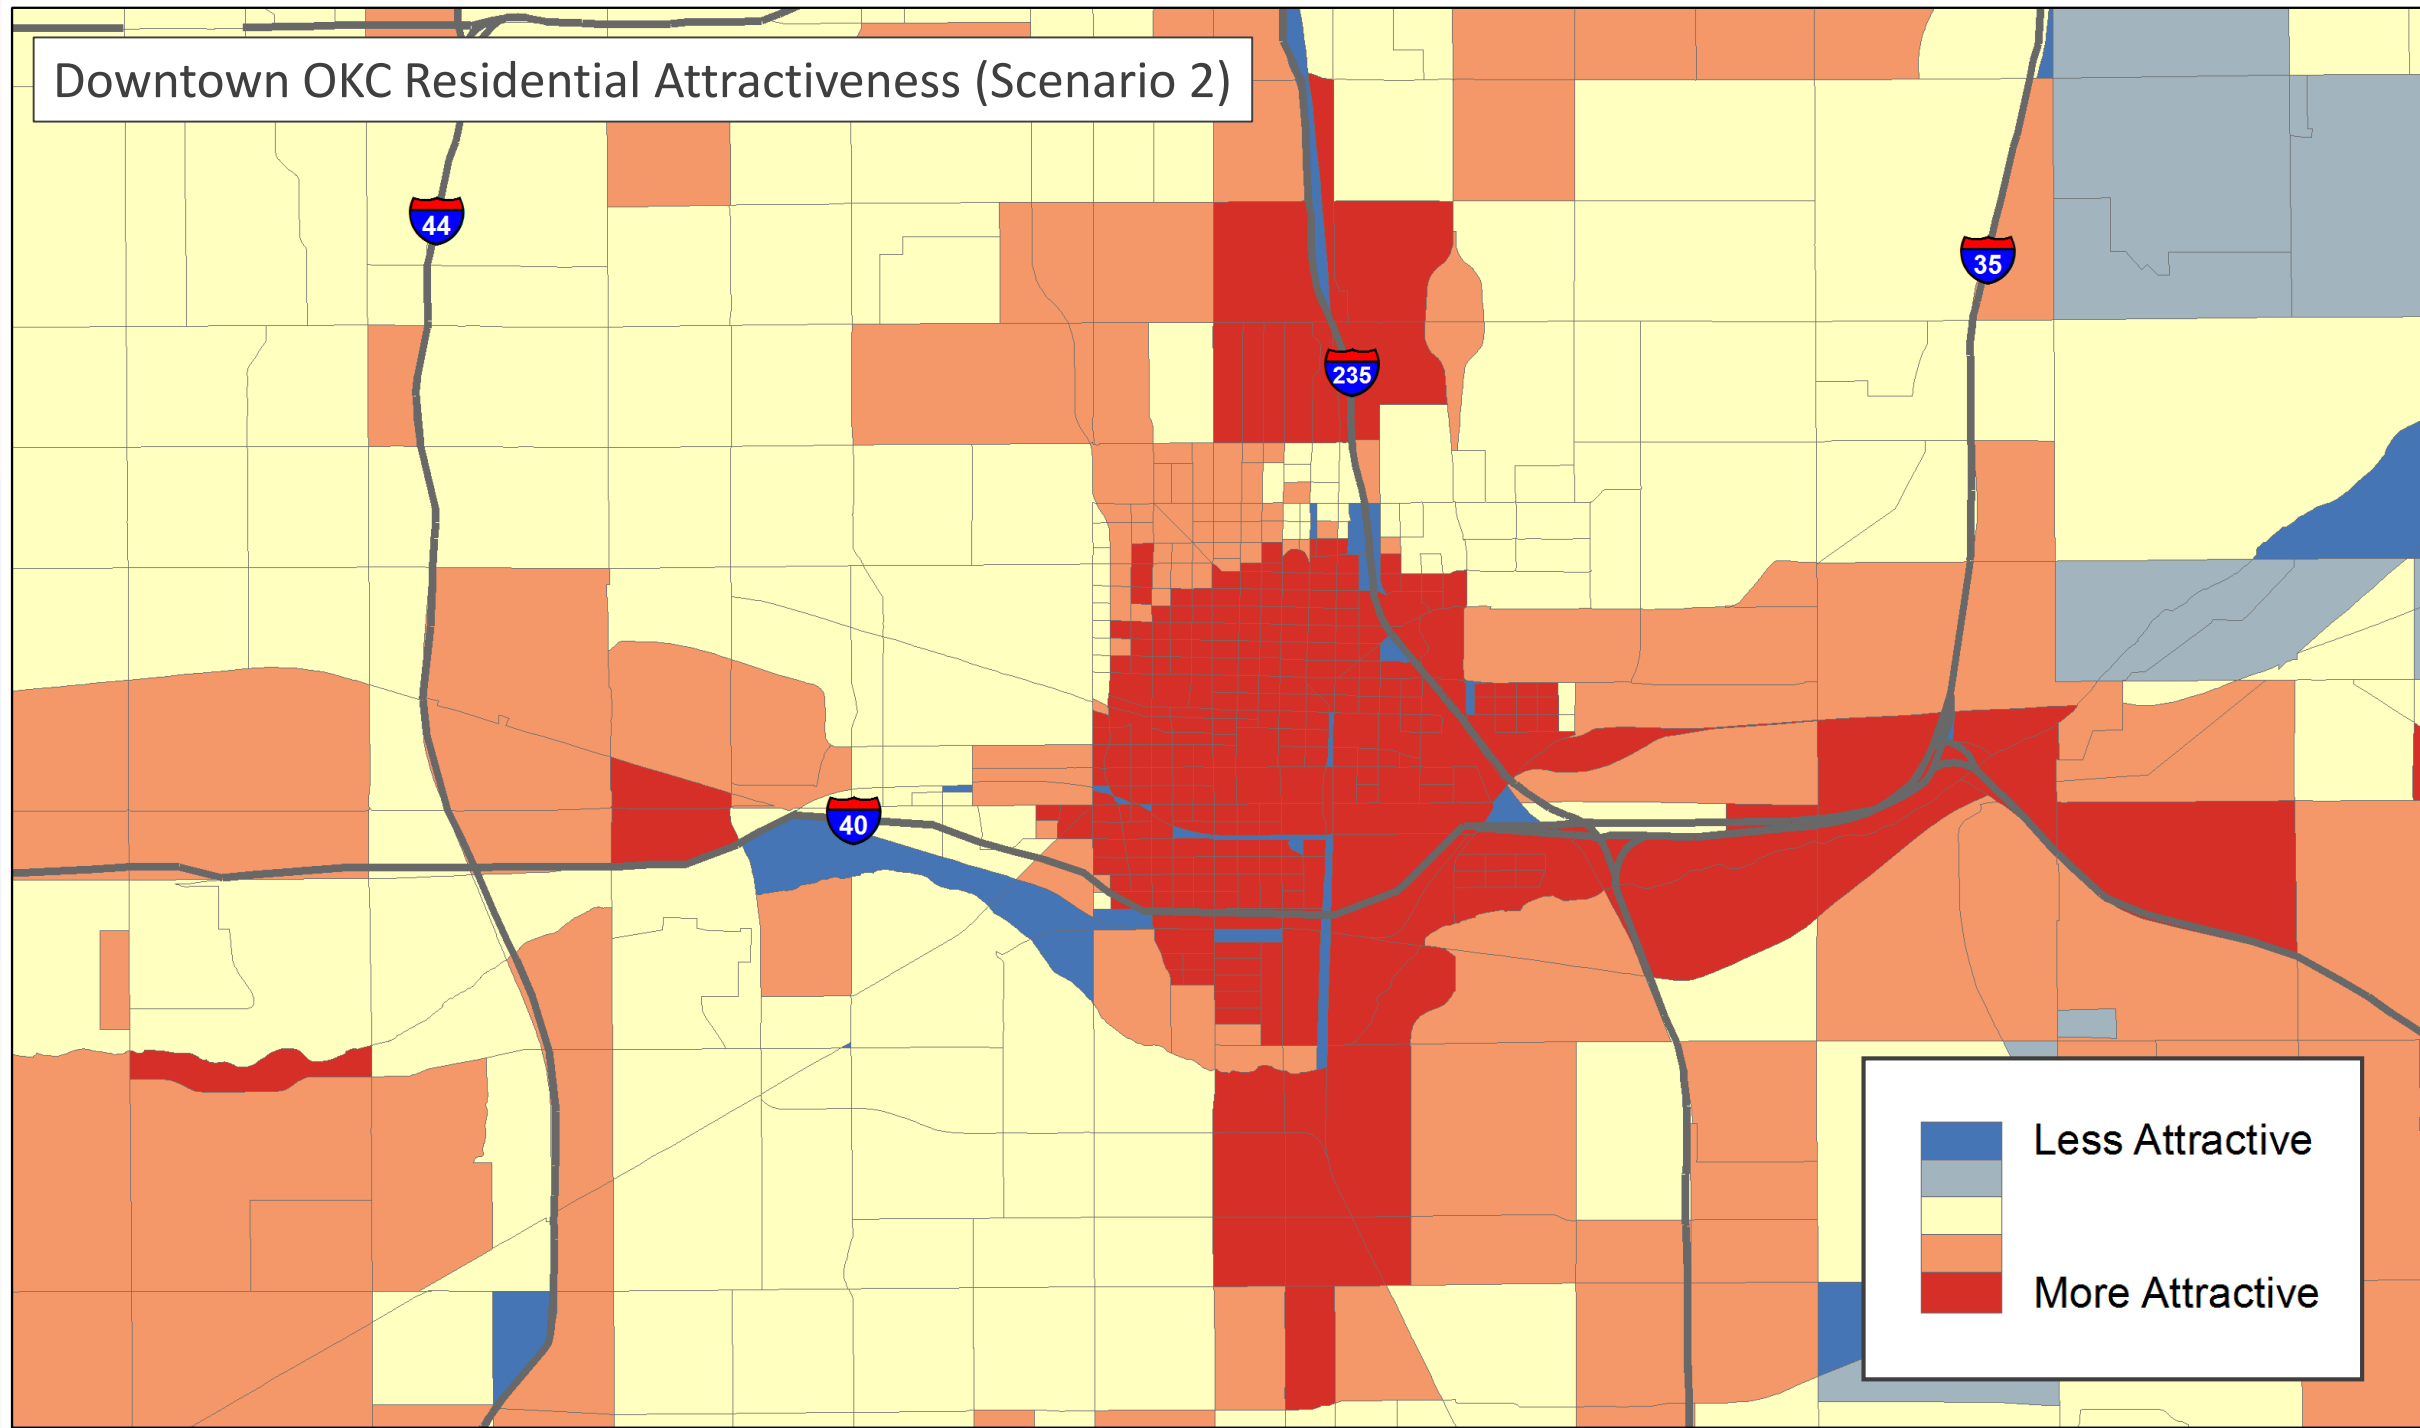 Downtown OKC Residential Attractiveness (Scenario 2)
44
35
235
40
Less Attractive
More Attractive